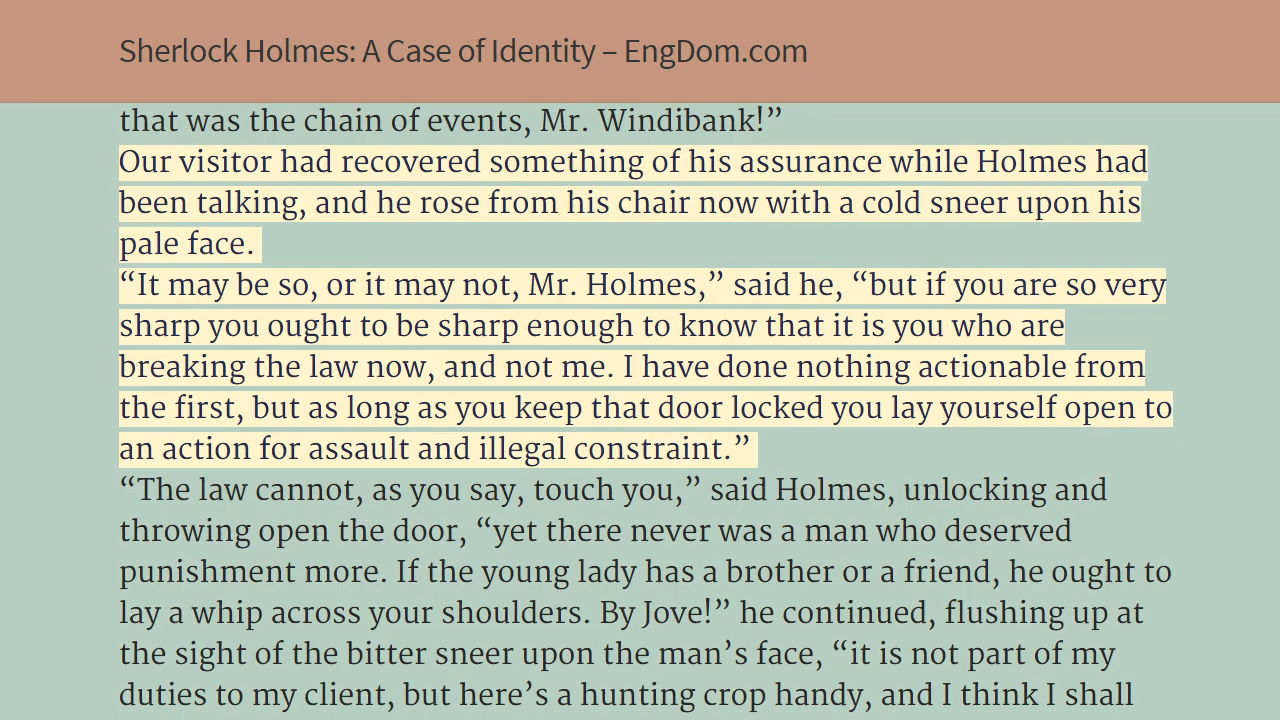 Sherlock Holmes: A Case of Identity – EngDom.com
that was the chain of events, Mr. Windibank!”
Our visitor had recovered something of his assurance while Holmes had
been talking, and he rose from his chair now with a cold sneer upon his
pale face.
“It may be so, or it may not, Mr. Holmes,” said he, “but if you are so very
sharp you ought to be sharp enough to know that it is you who are
breaking the law now, and not me. I have done nothing actionable from
the first, but as long as you keep that door locked you lay yourself open to
an action for assault and illegal constraint.”
“The law cannot, as you say, touch you,” said Holmes, unlocking and
throwing open the door, “yet there never was a man who deserved
punishment more. If the young lady has a brother or a friend, he ought to
lay a whip across your shoulders. By Jove!” he continued, flushing up at
the sight of the bitter sneer upon the man’s face, “it is not part of my
duties to my client, but here’s a hunting crop handy, and I think I shall